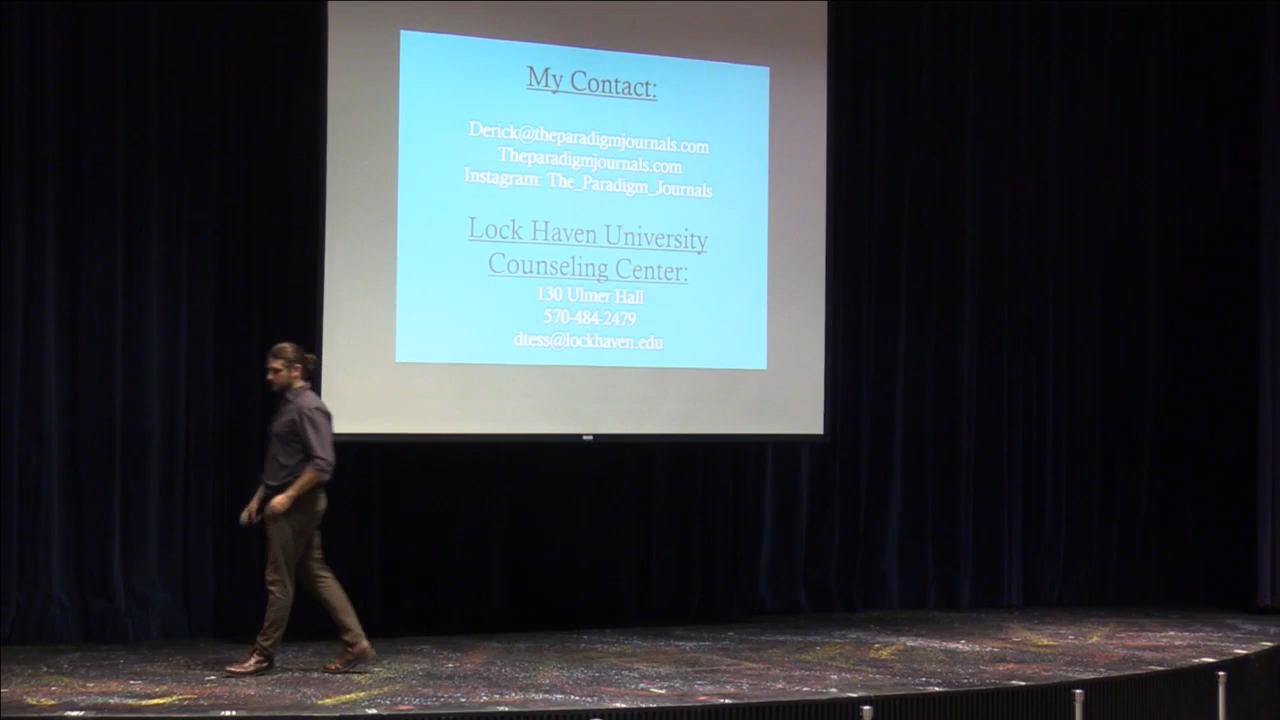 My Contact:
Derick@theparadigmjournals.com
Theparadigmjournals.com
Instagram: The_Paradigm_Journals
Lock Haven University
Counseling Center:
130 Ulmer Hall
570-484-2479
dtess@lockhaven.edu